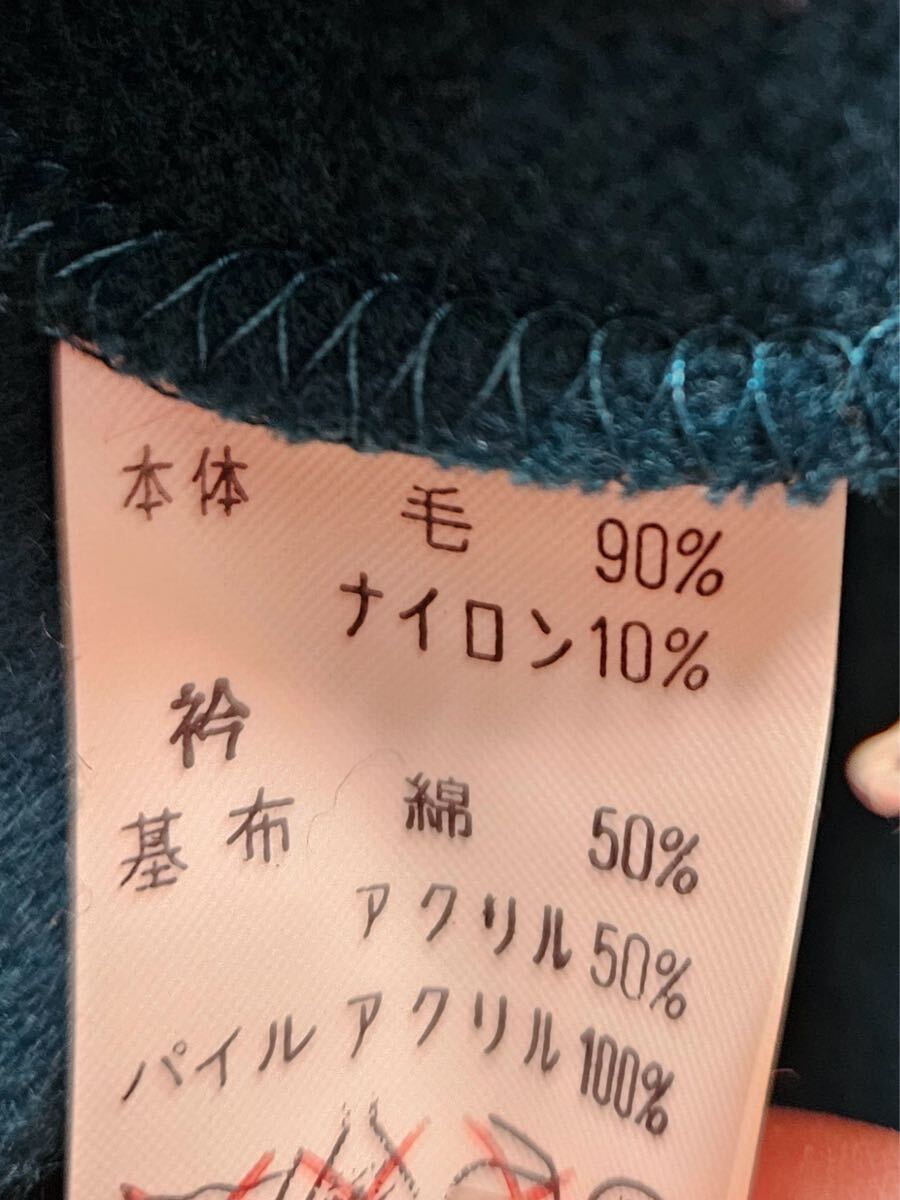 本体 毛 90%
ナイロン10%
衿
基布 綿 50%
アクリル50%
パイル アクリル100%